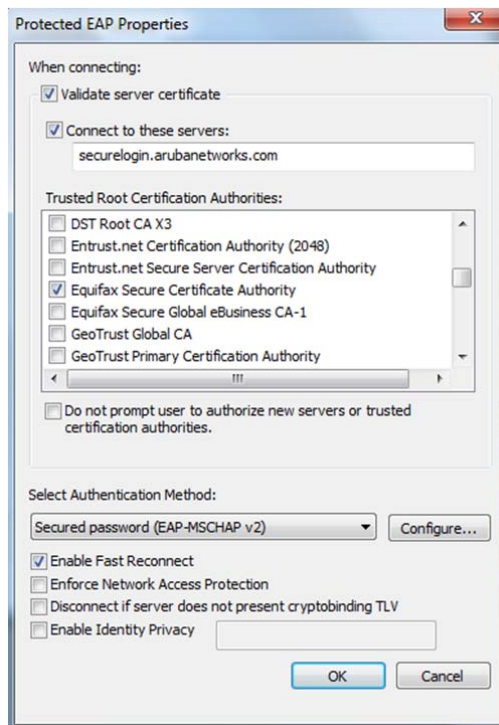 Protected EAP Properties
When connecting:
Validate server certificate
Connect to these servers:
securelogin.arubanetworks.com
Trusted Root Certification Authorities:
DST Root CA X3
Entrust.net Certification Authority (2048)
Entrust.net Secure Server Certification Authority
Equifax Secure Certificate Authority
Equifax Secure Global eBusiness CA-1
GeoTrust Global CA
GeoTrust Primary Certification Authority
Do not prompt user to authorize new servers or trusted
certification authorities.
Select Authentication Method:
Secured password (EAP-MSCHAP v2) Configure...
Enable Fast Reconnect
Enforce Network Access Protection
Disconnect if server does not present cryptobinding TLV
Enable Identity Privacy
OK Cancel